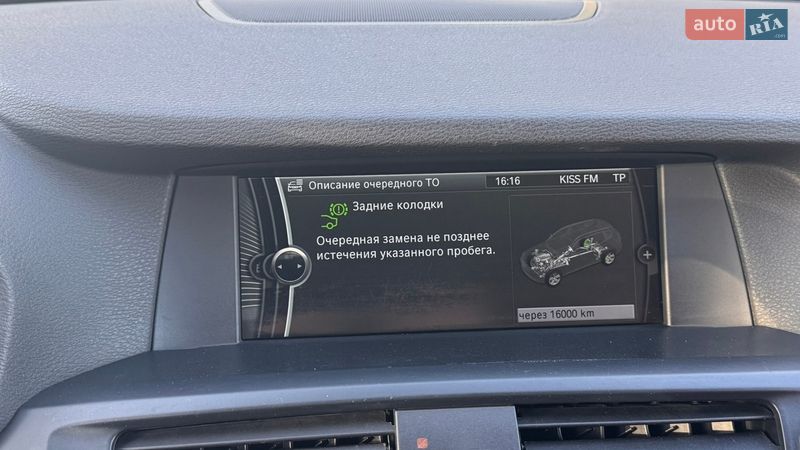 auto RIA .com
Описание очередного ТО 16:16 KISS FM TP
Задние колодки
Очередная замена не позднее
истечения указанного пробега.
через 16000 km